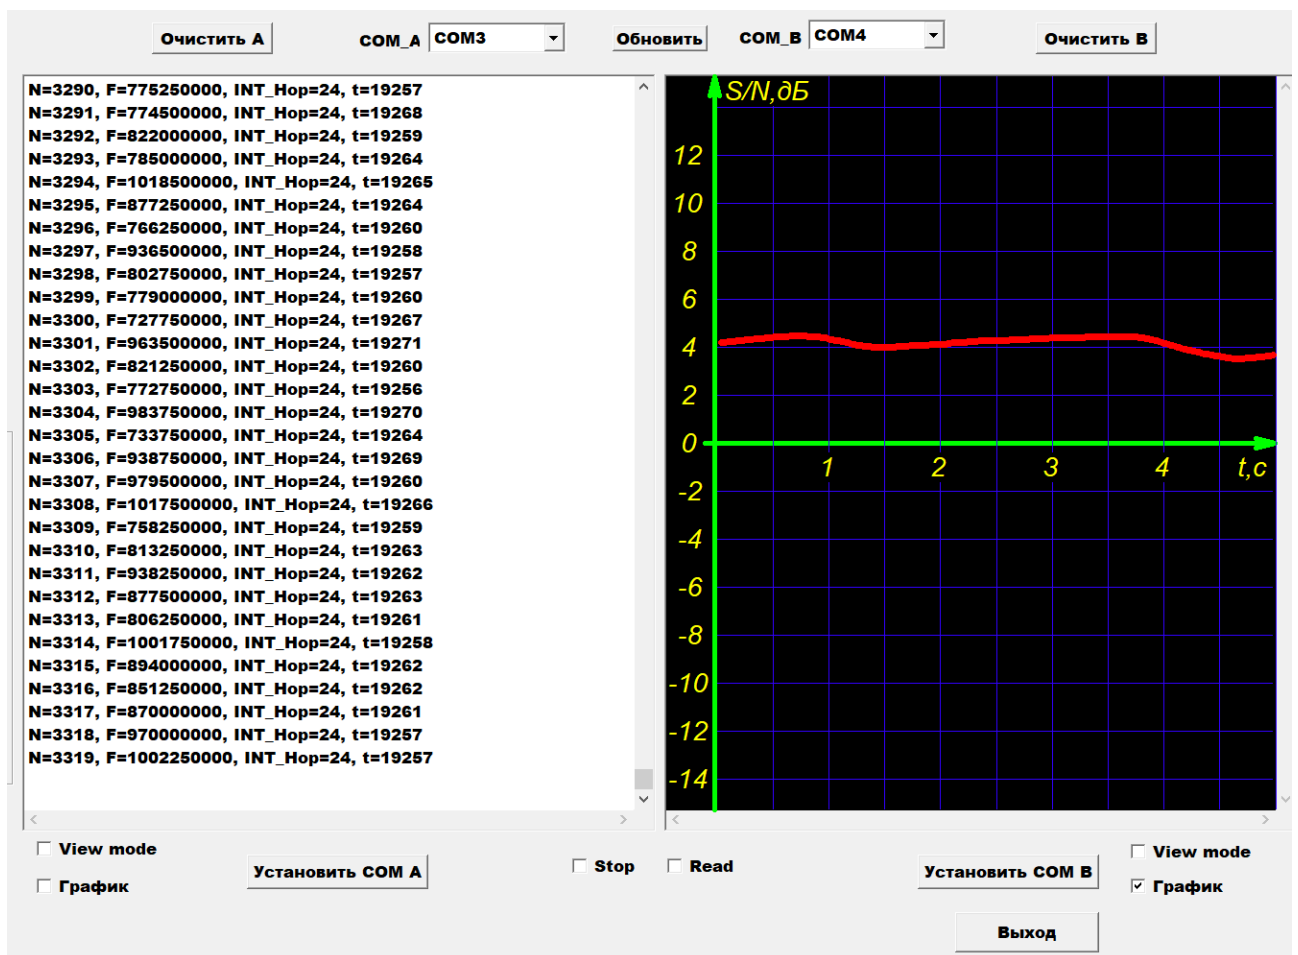 Очистить A
COM_A
COM3
Обновить
COM_B
COM4
Очистить B
N=3290, F=775250000, INT_Hop=24, t=19257
N=3291, F=774500000, INT_Hop=24, t=19268
N=3292, F=822000000, INT_Hop=24, t=19259
N=3293, F=785000000, INT_Hop=24, t=19264
N=3294, F=1018500000, INT_Hop=24, t=19265
N=3295, F=877250000, INT_Hop=24, t=19264
N=3296, F=766250000, INT_Hop=24, t=19260
N=3297, F=936500000, INT_Hop=24, t=19258
N=3298, F=802750000, INT_Hop=24, t=19257
N=3299, F=779000000, INT_Hop=24, t=19260
N=3300, F=727750000, INT_Hop=24, t=19267
N=3301, F=963500000, INT_Hop=24, t=19271
N=3302, F=821250000, INT_Hop=24, t=19260
N=3303, F=772750000, INT_Hop=24, t=19256
N=3304, F=983750000, INT_Hop=24, t=19270
N=3305, F=733750000, INT_Hop=24, t=19264
N=3306, F=938750000, INT_Hop=24, t=19269
N=3307, F=979500000, INT_Hop=24, t=19260
N=3308, F=1017500000, INT_Hop=24, t=19266
N=3309, F=758250000, INT_Hop=24, t=19259
N=3310, F=813250000, INT_Hop=24, t=19263
N=3311, F=938250000, INT_Hop=24, t=19262
N=3312, F=877500000, INT_Hop=24, t=19263
N=3313, F=806250000, INT_Hop=24, t=19261
N=3314, F=1001750000, INT_Hop=24, t=19258
N=3315, F=894000000, INT_Hop=24, t=19262
N=3316, F=851250000, INT_Hop=24, t=19262
N=3317, F=870000000, INT_Hop=24, t=19261
N=3318, F=970000000, INT_Hop=24, t=19257
N=3319, F=1002250000, INT_Hop=24, t=19257
S/N,дБ
12
10
8
6
4
2
0
1 2 3 4 t,c
-2
-4
-6
-8
-10
-12
-14
View mode
График
Установить COM A
Stop
Read
Установить COM B
View mode
График
Выход